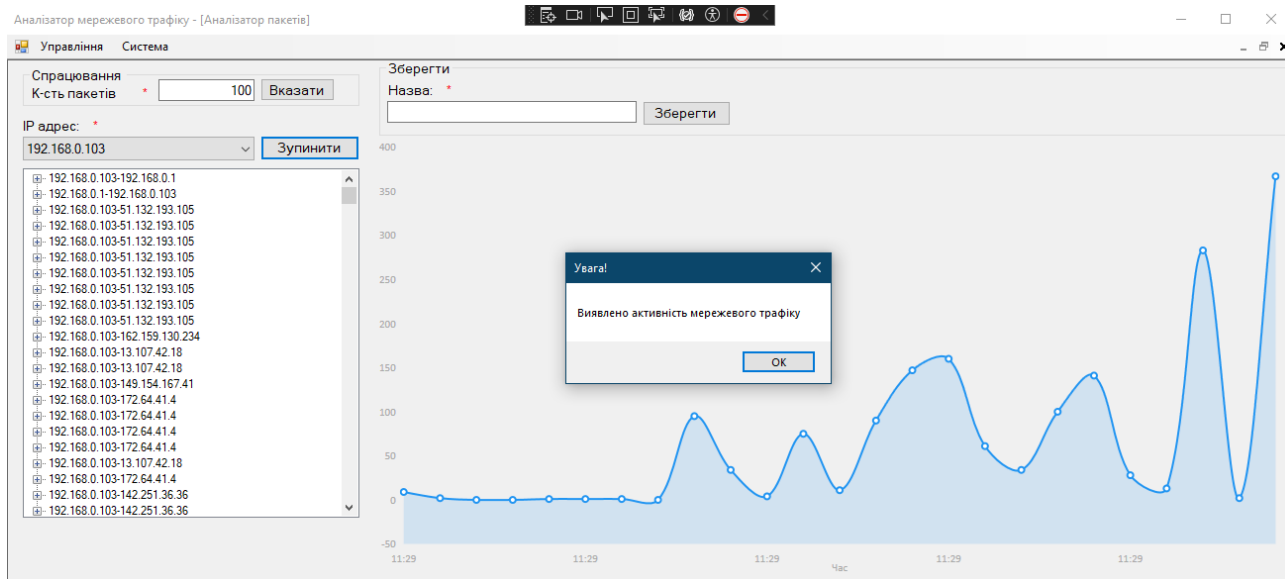 Аналізатор мережевого трафіку - [Аналізатор пакетів]
Управління Система
Спрацювання
К-сть пакетів * 100 Вказати
IP адрес: *
192.168.0.103 Зупинити
192.168.0.103-192.168.0.1
192.168.0.1-192.168.0.103
192.168.0.103-51.132.193.105
192.168.0.103-51.132.193.105
192.168.0.103-51.132.193.105
192.168.0.103-51.132.193.105
192.168.0.103-51.132.193.105
192.168.0.103-51.132.193.105
192.168.0.103-51.132.193.105
192.168.0.103-51.132.193.105
192.168.0.103-162.159.130.234
192.168.0.103-13.107.42.18
192.168.0.103-13.107.42.18
192.168.0.103-149.154.167.41
192.168.0.103-172.64.41.4
192.168.0.103-172.64.41.4
192.168.0.103-172.64.41.4
192.168.0.103-172.64.41.4
192.168.0.103-13.107.42.18
192.168.0.103-172.64.41.4
192.168.0.103-142.251.36.36
192.168.0.103-142.251.36.36
Зберегти
Назва: *
Зберегти
400
350
300
250
200
150
100
50
0
-50
11:29 11:29 11:29 11:29 11:29
Час
Увага!
Виявлено активність мережевого трафіку
OK